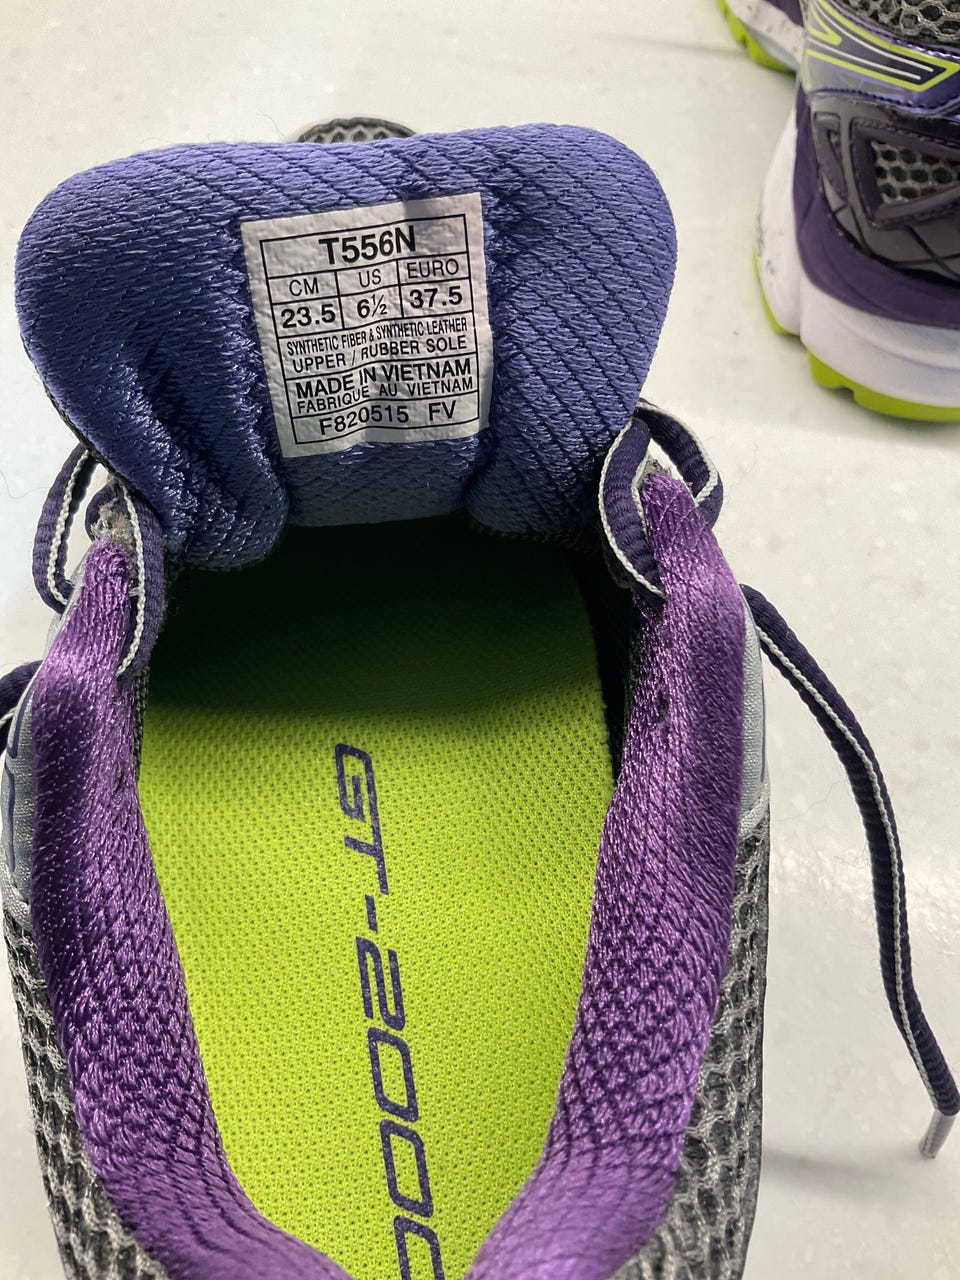 T556N
CM US EURO
23.5 6½ 37.5
SYNTHETIC FIBER & SYNTHETIC LEATHER
UPPER / RUBBER SOLE
MADE IN VIETNAM
FABRIQUE AU VIETNAM
F820515 FV
GT-2000